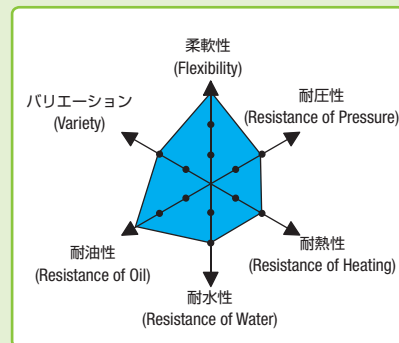 柔軟性
(Flexibility)
バリエーション
(Variety)
耐圧性
(Resistance of Pressure)
耐油性
(Resistance of Oil)
耐熱性
(Resistance of Heating)
耐水性
(Resistance of Water)